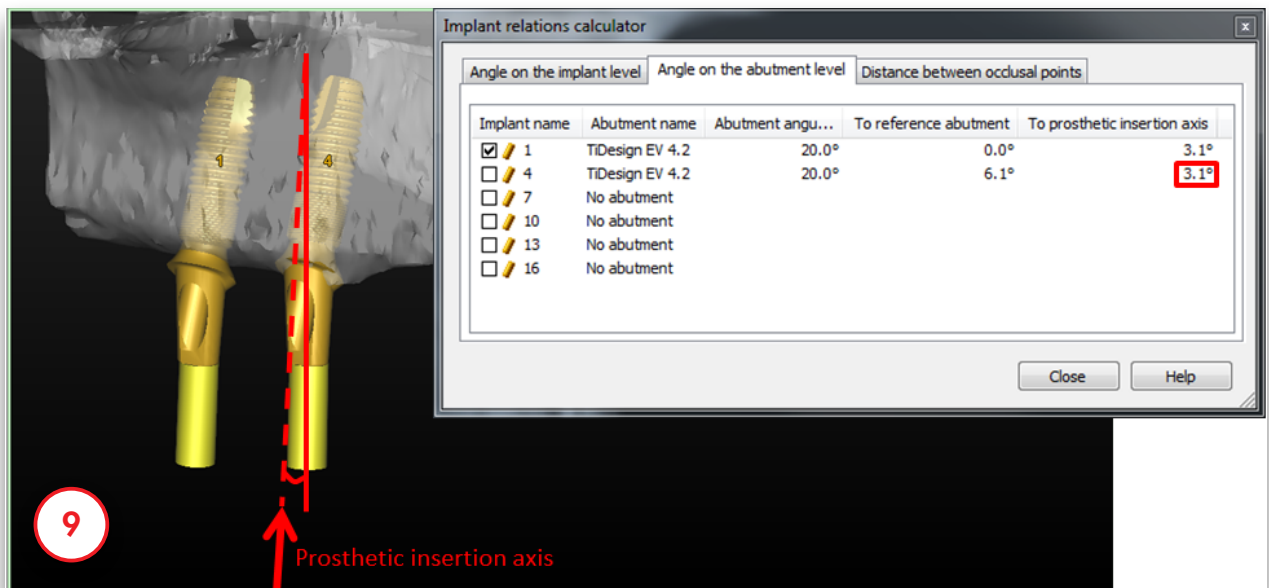 Implant relations calculator
x
Angle on the implant level Angle on the abutment level Distance between occlusal points
Implant name Abutment name Abutment angu... To reference abutment To prosthetic insertion axis
1 TiDesign EV 4.2 20.0° 0.0° 3.1°
4 TiDesign EV 4.2 20.0° 6.1° 3.1°
7 No abutment
10 No abutment
13 No abutment
16 No abutment
Close Help
1 4
9
Prosthetic insertion axis